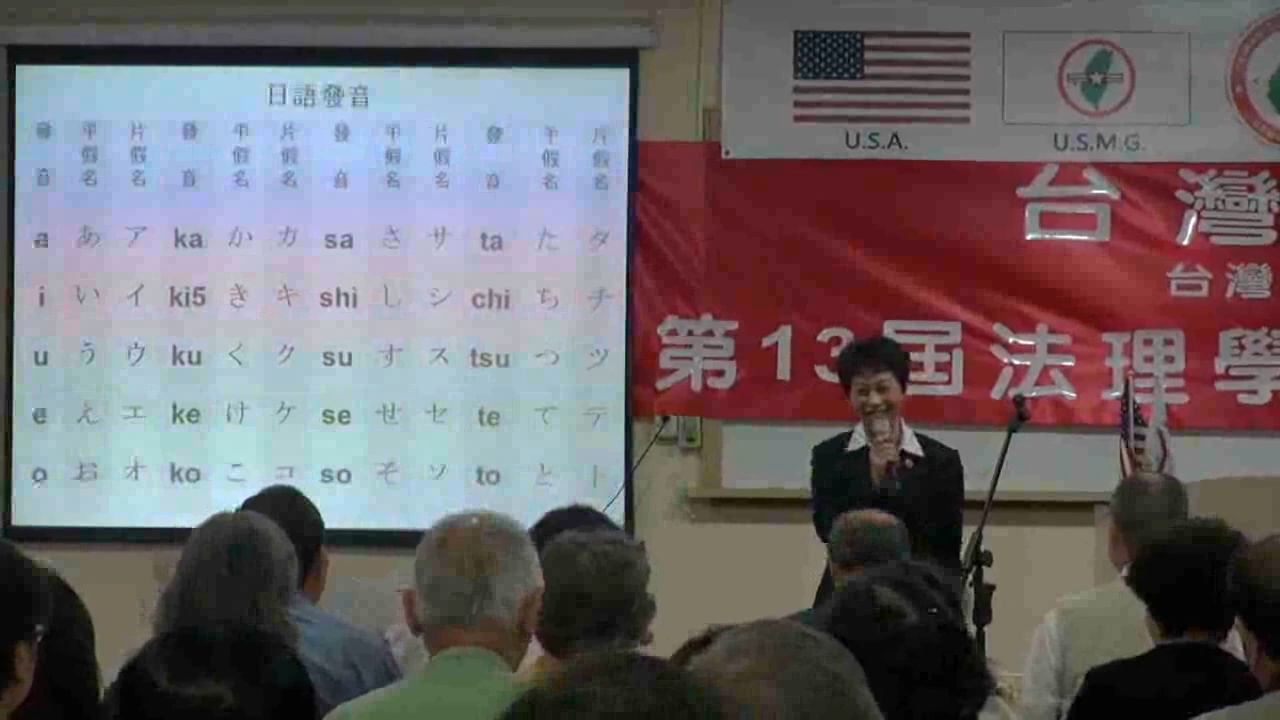 日語發音
發音 平假名 片假名 發音 平假名 片假名 發音 平假名 片假名 發音 平假名 片假名
a あ ア ka か カ sa さ サ ta た タ
i い イ ki5 き キ shi し シ chi ち チ
u う ウ ku く ク su す ス tsu つ ツ
e え エ ke け ケ se せ セ te て テ
o お オ ko こ コ so そ ソ to と ト
U.S.A. U.S.M.G.
台灣
台灣
第13屆法理學